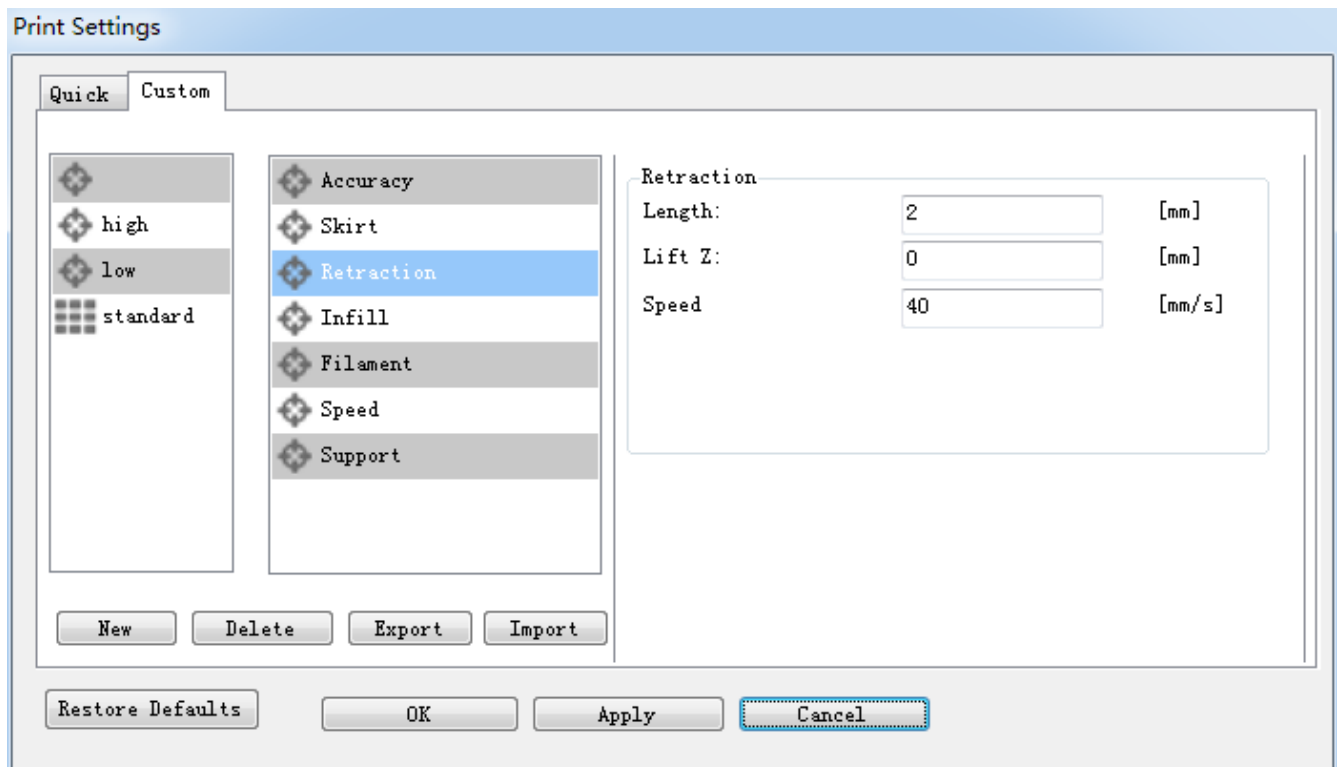 Print Settings
Quick
Custom
high
low
standard
Accuracy
Skirt
Retraction
Infill
Filament
Speed
Support
Retraction
Length: 2 [mm]
Lift Z: 0 [mm]
Speed 40 [mm/s]
New Delete Export Import
Restore Defaults OK Apply Cancel